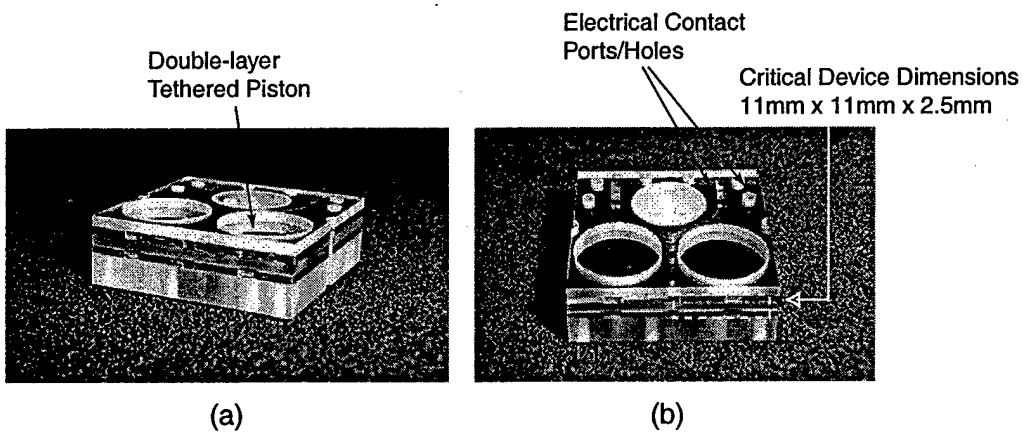 Double-layer
Tethered Piston
Electrical Contact
Ports/Holes
Critical Device Dimensions
11mm x 11mm x 2.5mm
(a)
(b)